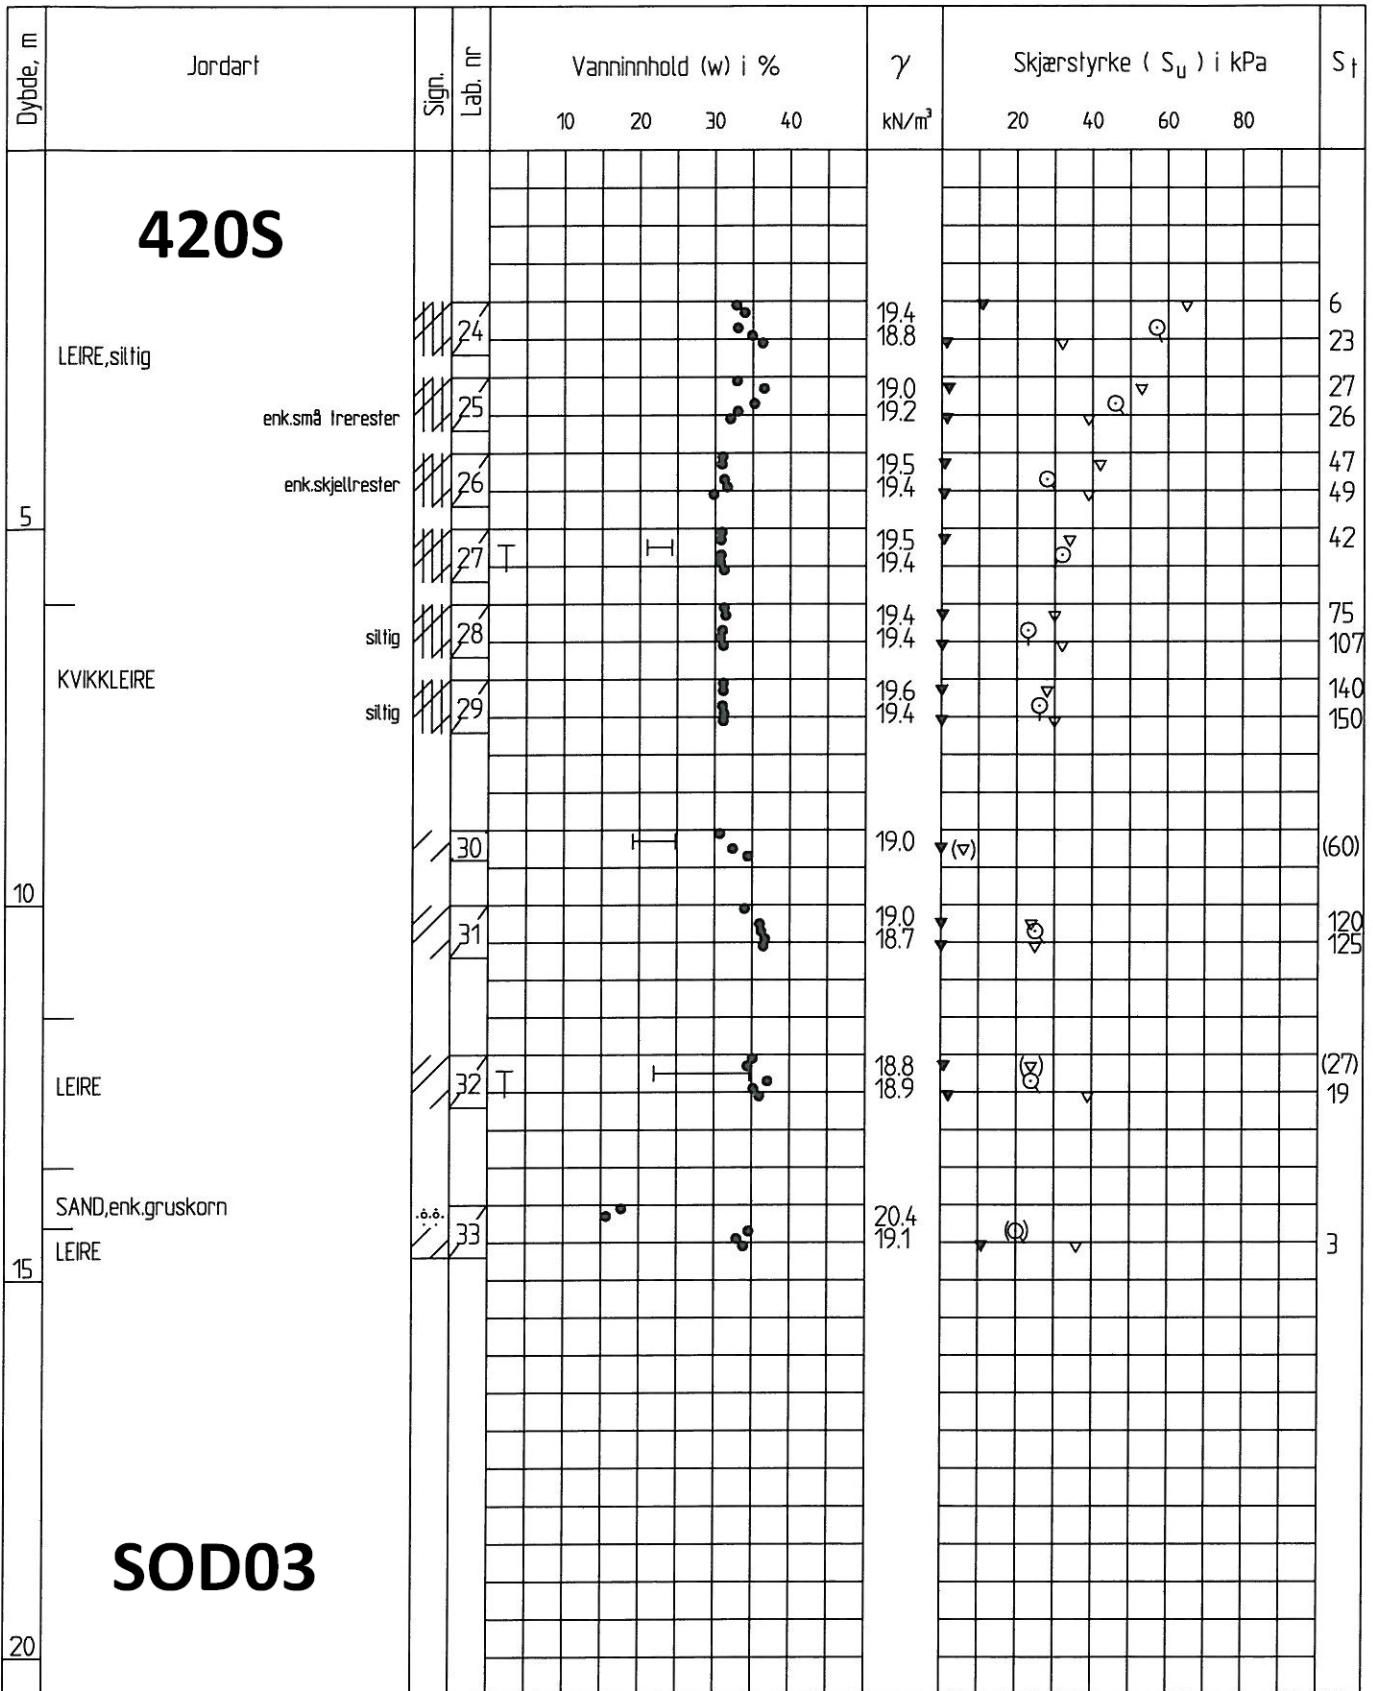 Dybde, m
Jordart
Sign.
Lab. nr
Vanninnhold (w) i %
γ
Skjærstyrke ( Su ) i kPa
St
10 20 30 40
kN/m³
20 40 60 80
420S
24
19.4
18.8
6
23
LEIRE,siltig
25
19.0
19.2
27
26
enk.små trerester
26
19.5
19.4
47
49
enk.skjellrester
5
27
T
19.5
19.4
42
28
19.4
19.4
75
107
siltig
KVIKKLEIRE
29
19.6
19.4
140
150
siltig
30
19.0
( )
(60)
10
31
19.0
18.7
120
125
32
T
18.8
18.9
( )
(27)
19
LEIRE
SAND,enk.gruskorn
33
20.4
19.1
( )
3
LEIRE
15
SOD03
20